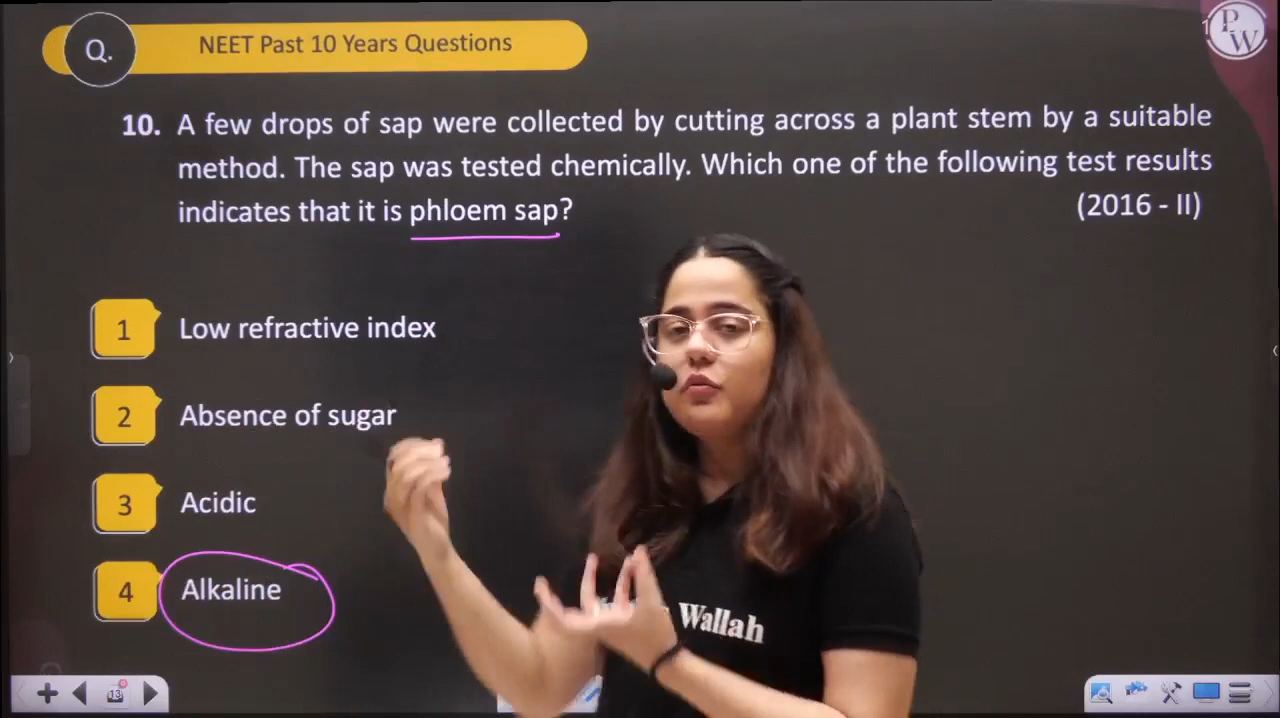 Q.
NEET Past 10 Years Questions
PW
10. A few drops of sap were collected by cutting across a plant stem by a suitable
method. The sap was tested chemically. Which one of the following test results
indicates that it is phloem sap?
(2016 - II)
1 Low refractive index
2 Absence of sugar
3 Acidic
4 Alkaline
Wallah
13